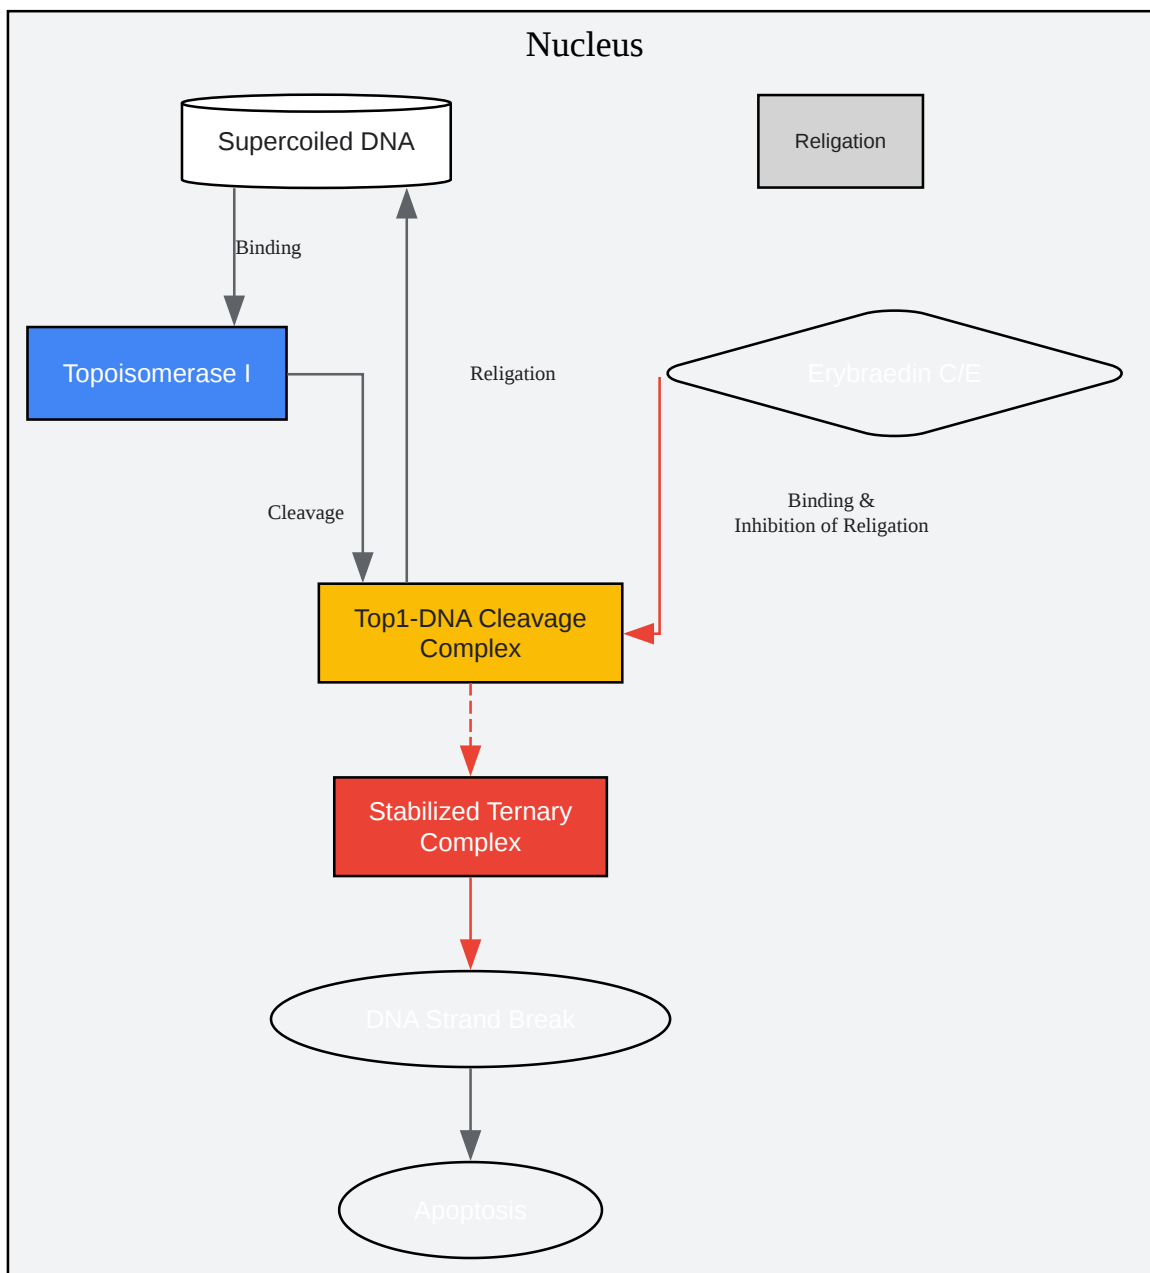 Nucleus
Supercoiled DNA
Religation
Binding
Topoisomerase I
Religation
Erybraedin C/E
Cleavage
Binding &
Inhibition of Religation
Top1-DNA Cleavage
Complex
Stabilized Ternary
Complex
DNA Strand Break
Apoptosis